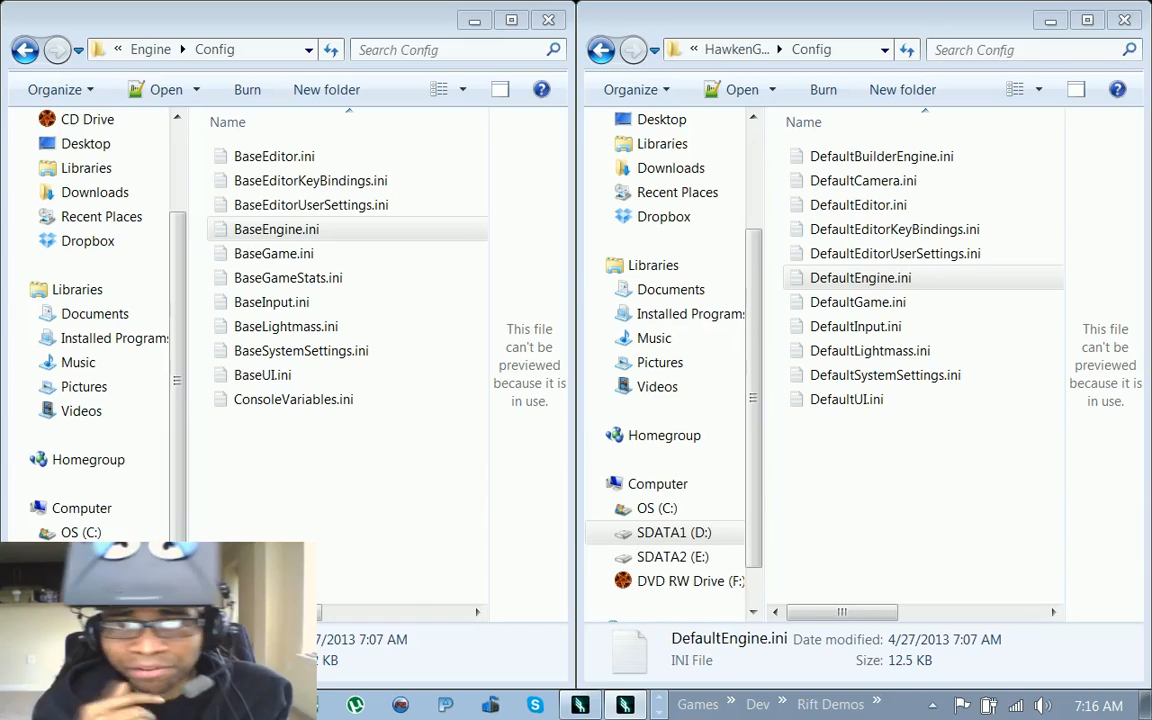 « Engine Config
Search Config
Organize
Open
Burn
New folder
CD Drive
Desktop
Libraries
Downloads
Recent Places
Dropbox
Libraries
Documents
Installed Programs
Music
Pictures
Videos
Homegroup
Computer
OS (C:)
Name
BaseEditor.ini
BaseEditorKeyBindings.ini
BaseEditorUserSettings.ini
BaseEngine.ini
BaseGame.ini
BaseGameStats.ini
BaseInput.ini
BaseLightmass.ini
BaseSystemSettings.ini
BaseUI.ini
ConsoleVariables.ini
This file
can't be
previewed
because it is
in use.
7/2013 7:07 AM
KB
« HawkenG... Config
Search Config
Organize
Open
Burn
New folder
Desktop
Libraries
Downloads
Recent Places
Dropbox
Libraries
Documents
Installed Programs
Music
Pictures
Videos
Homegroup
Computer
OS (C:)
SDATA1 (D:)
SDATA2 (E:)
DVD RW Drive (F:)
Name
DefaultBuilderEngine.ini
DefaultCamera.ini
DefaultEditor.ini
DefaultEditorKeyBindings.ini
DefaultEditorUserSettings.ini
DefaultEngine.ini
DefaultGame.ini
DefaultInput.ini
DefaultLightmass.ini
DefaultSystemSettings.ini
DefaultUI.ini
This file
can't be
previewed
because it is
in use.
DefaultEngine.ini Date modified: 4/27/2013 7:07 AM
INI File Size: 12.5 KB
Games » Dev » Rift Demos »
7:16 AM